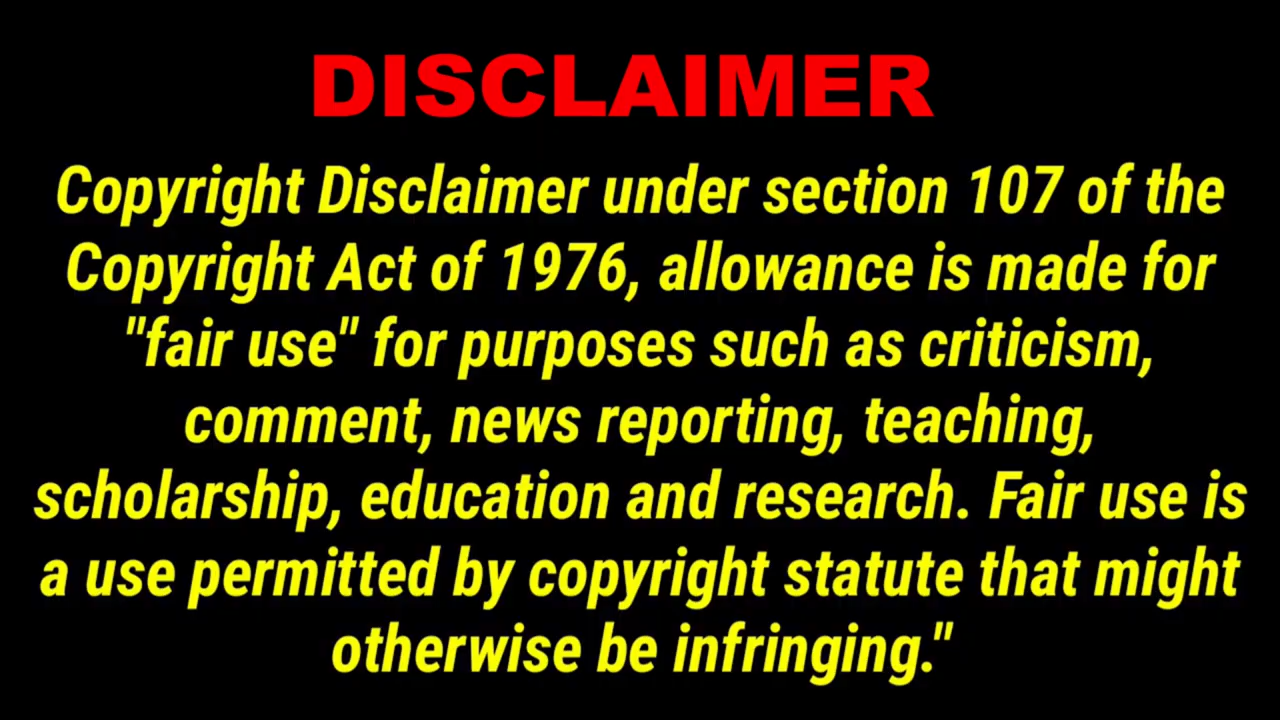 DISCLAIMER
Copyright Disclaimer under section 107 of the
Copyright Act of 1976, allowance is made for
"fair use" for purposes such as criticism,
comment, news reporting, teaching,
scholarship, education and research. Fair use is
a use permitted by copyright statute that might
otherwise be infringing."